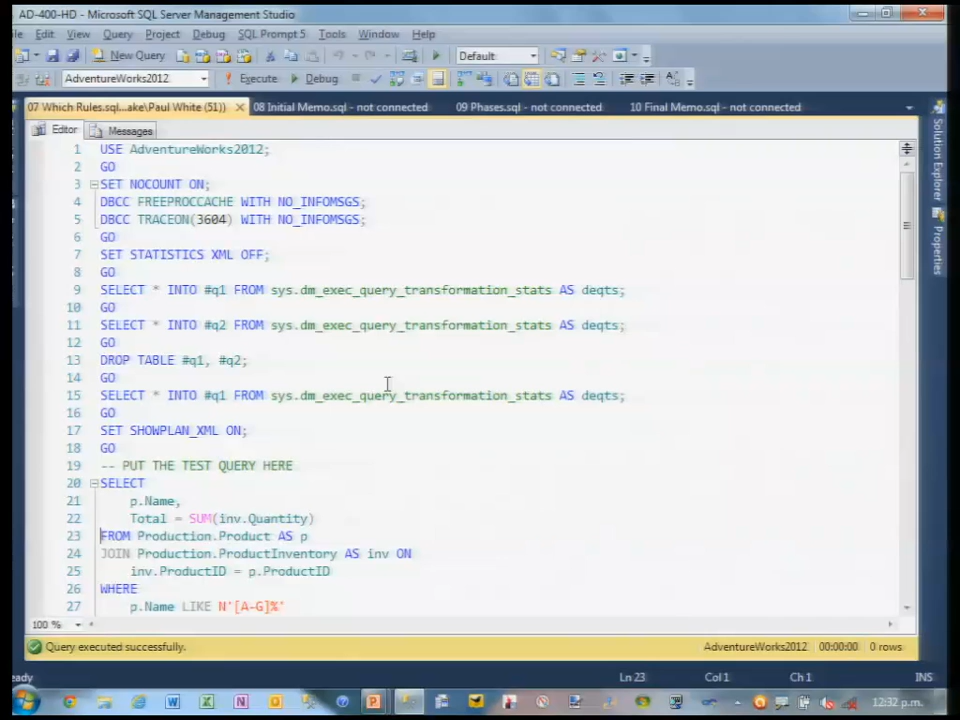 AD-400-HD - Microsoft SQL Server Management Studio
ile Edit View Query Project Debug SQL Prompt 5 Tools Window Help
New Query Default
AdventureWorks2012 Execute Debug
07 Which Rules.sql...ake\Paul White (51)) 08 Initial Memo.sql - not connected 09 Phases.sql - not connected 10 Final Memo.sql - not connected
Editor Messages
1 USE AdventureWorks2012;
2 GO
3 SET NOCOUNT ON;
4 DBCC FREEPROCCACHE WITH NO_INFOMSGS;
5 DBCC TRACEON(3604) WITH NO_INFOMSGS;
6 GO
7 SET STATISTICS XML OFF;
8 GO
9 SELECT * INTO #q1 FROM sys.dm_exec_query_transformation_stats AS deqts;
10 GO
11 SELECT * INTO #q2 FROM sys.dm_exec_query_transformation_stats AS deqts;
12 GO
13 DROP TABLE #q1, #q2;
14 GO
15 SELECT * INTO #q1 FROM sys.dm_exec_query_transformation_stats AS deqts;
16 GO
17 SET SHOWPLAN_XML ON;
18 GO
19 -- PUT THE TEST QUERY HERE
20 SELECT
21 p.Name,
22 Total = SUM(inv.Quantity)
23 FROM Production.Product AS p
24 JOIN Production.ProductInventory AS inv ON
25 inv.ProductID = p.ProductID
26 WHERE
27 p.Name LIKE N'[A-G]%'
Solution Explorer
Properties
100 %
Query executed successfully. AdventureWorks2012 00:00:00 0 rows
eady Ln 23 Col 1 Ch 1 INS
12:32 p.m.